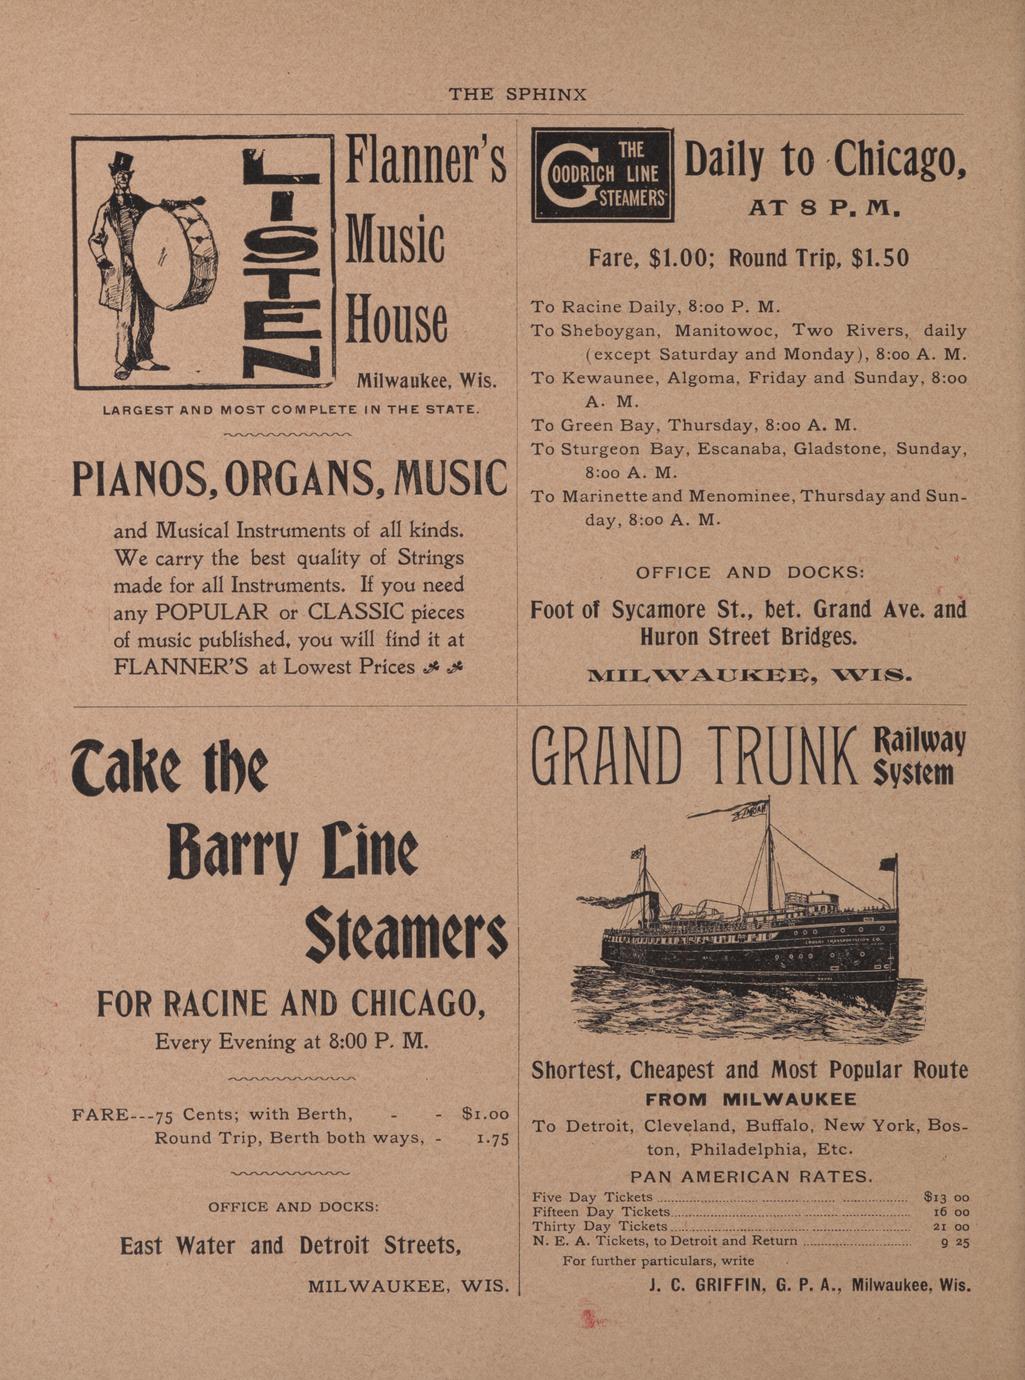 THE SPHINX
LISTEN
Flanner's
Music
House
Milwaukee, Wis.
LARGEST AND MOST COMPLETE IN THE STATE.
PIANOS, ORGANS, MUSIC
and Musical Instruments of all kinds.
We carry the best quality of Strings
made for all Instruments. If you need
any POPULAR or CLASSIC pieces
of music published, you will find it at
FLANNER'S at Lowest Prices
THE
GOODRICH LINE
STEAMERS
Daily to Chicago,
AT 8 P. M.
Fare, $1.00; Round Trip, $1.50
To Racine Daily, 8:00 P. M.
To Sheboygan, Manitowoc, Two Rivers, daily
(except Saturday and Monday), 8:00 A. M.
To Kewaunee, Algoma, Friday and Sunday, 8:00
A. M.
To Green Bay, Thursday, 8:00 A. M.
To Sturgeon Bay, Escanaba, Gladstone, Sunday,
8:00 A. M.
To Marinette and Menominee, Thursday and Sun-
day, 8:00 A. M.
OFFICE AND DOCKS:
Foot of Sycamore St., bet. Grand Ave. and
Huron Street Bridges.
MILWAUKEE, WIS.
Take the
Barry Line
Steamers
FOR RACINE AND CHICAGO,
Every Evening at 8:00 P. M.
FARE---75 Cents; with Berth, - - $1.00
Round Trip, Berth both ways, - 1.75
OFFICE AND DOCKS:
East Water and Detroit Streets,
MILWAUKEE, WIS.
GRAND TRUNK Railway
System
CROSBY TRANSPORTATION CO.
Shortest, Cheapest and Most Popular Route
FROM MILWAUKEE
To Detroit, Cleveland, Buffalo, New York, Bos-
ton, Philadelphia, Etc.
PAN AMERICAN RATES.
Five Day Tickets ........ $13 00
Fifteen Day Tickets ........ 16 00
Thirty Day Tickets ........ 21 00
N. E. A. Tickets, to Detroit and Return ........ 9 25
For further particulars, write
J. C. GRIFFIN, G. P. A., Milwaukee, Wis.